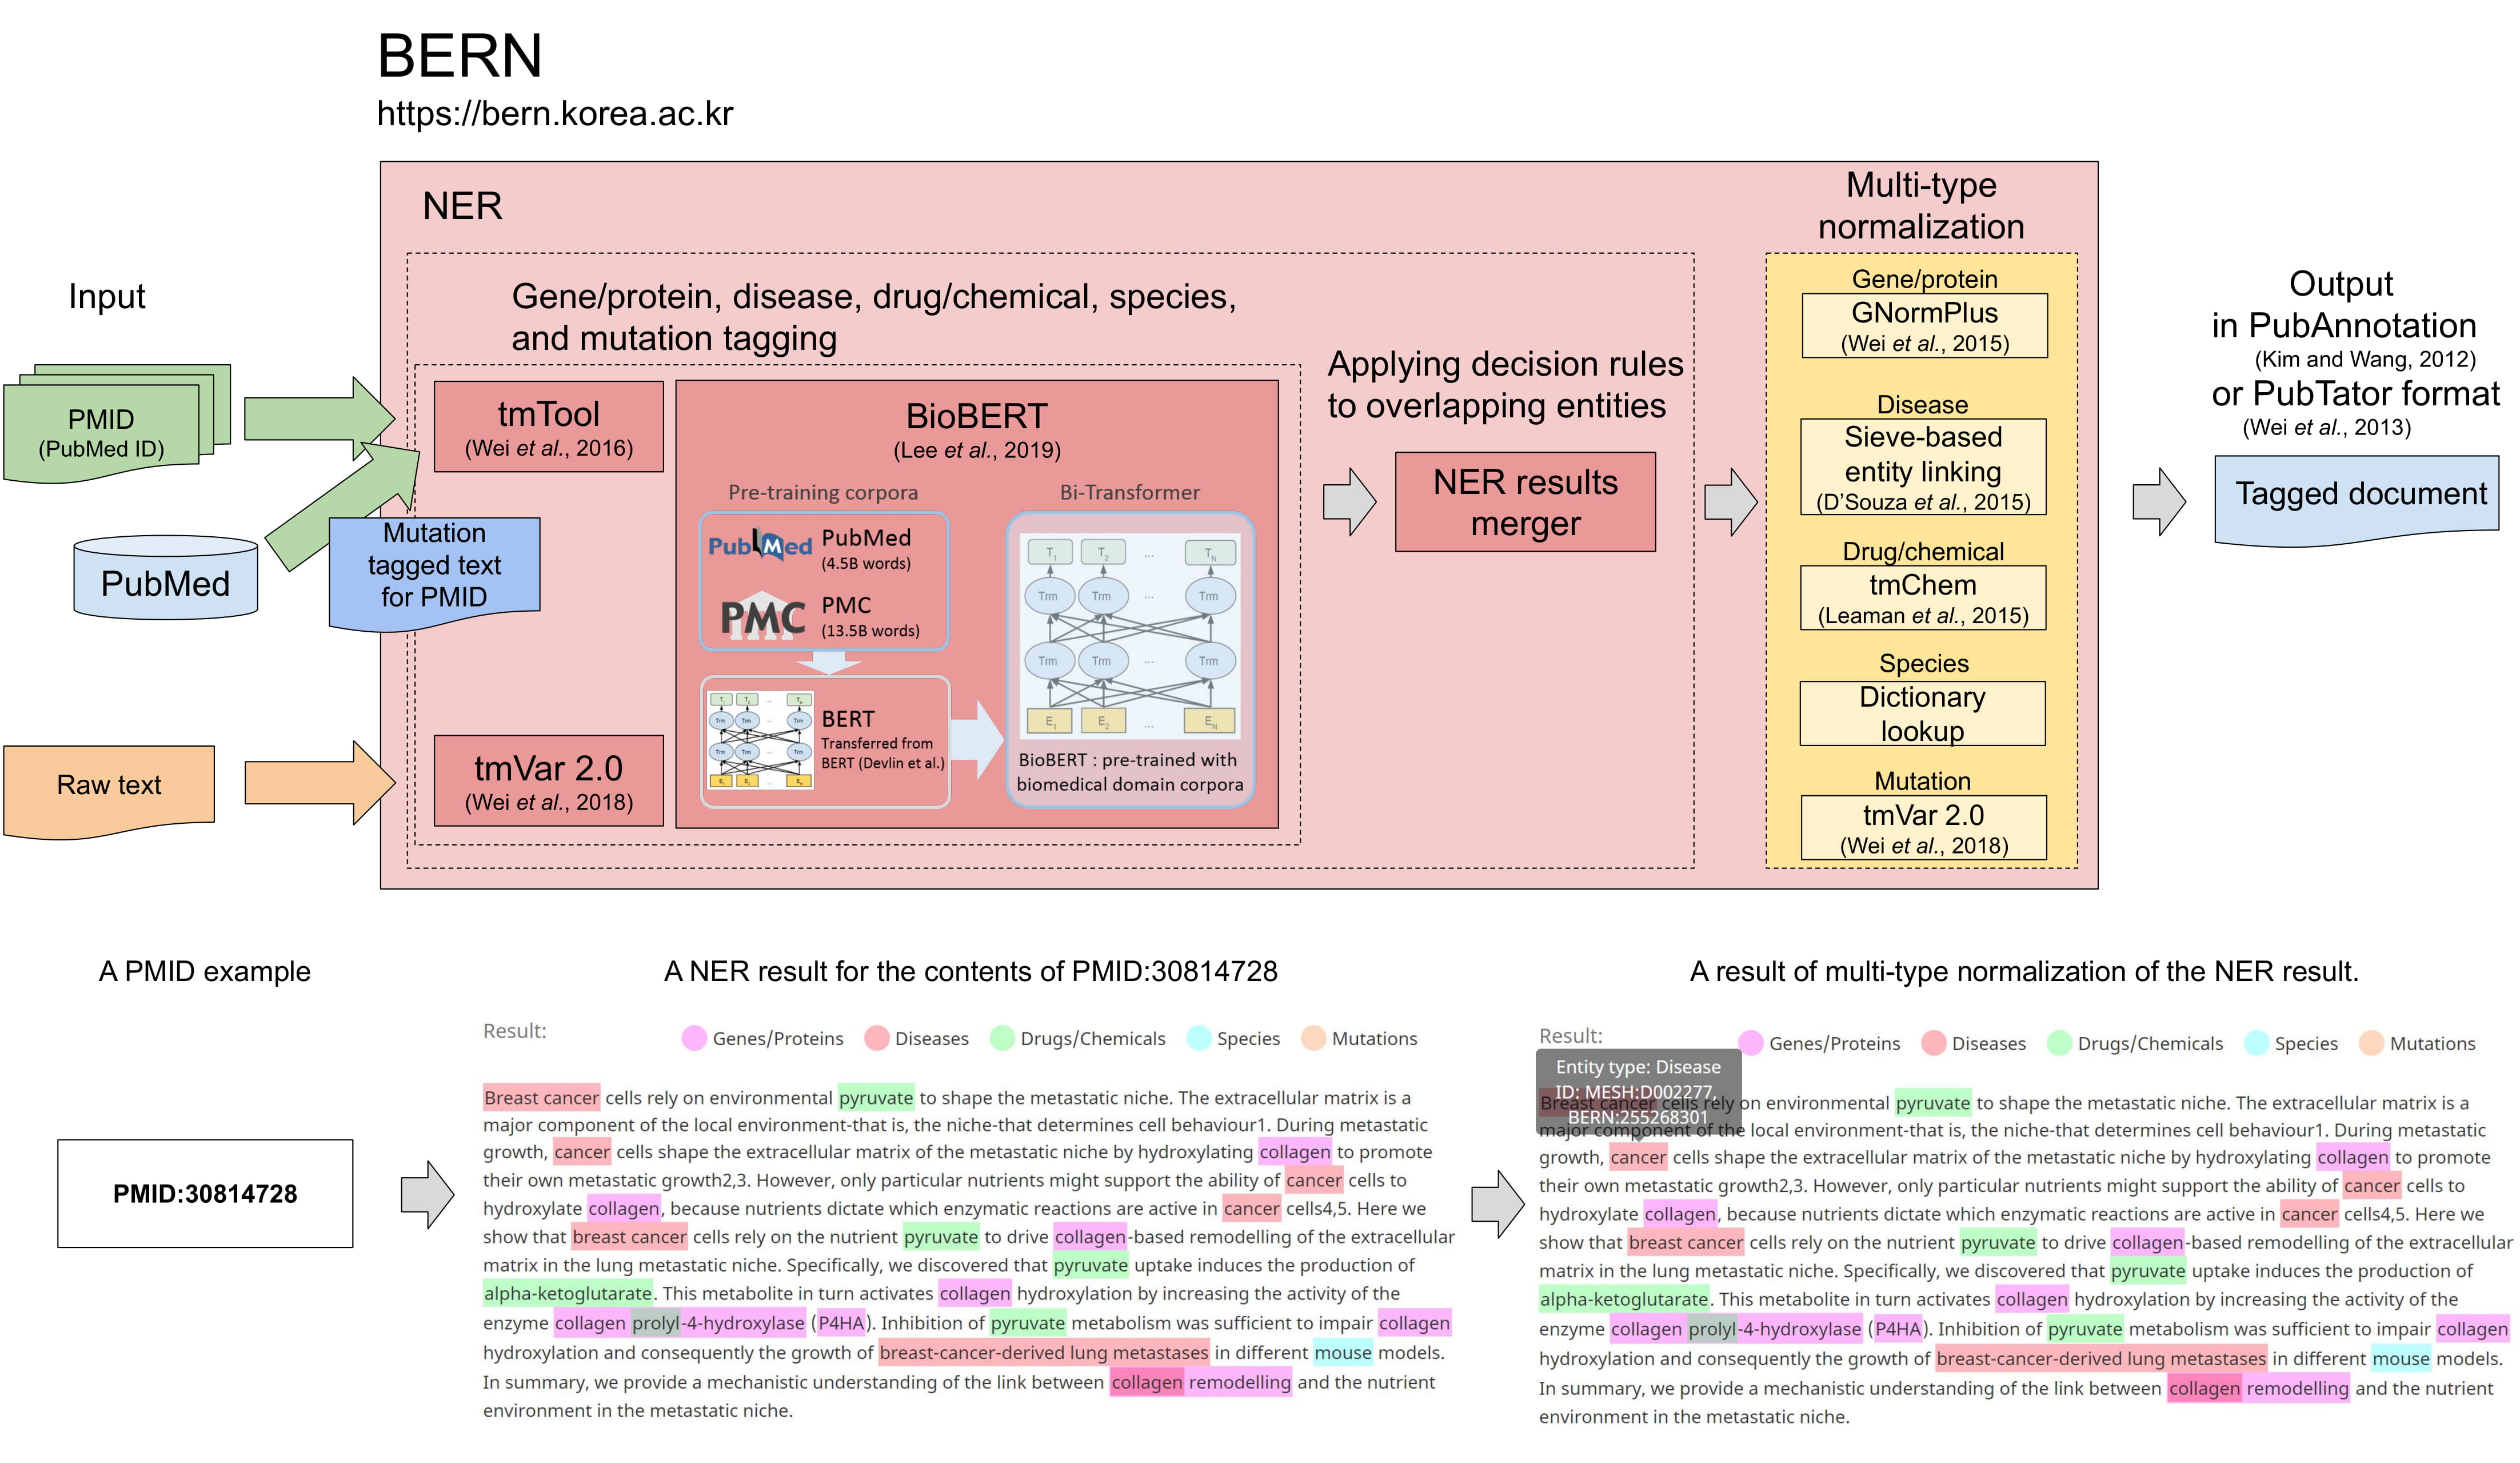 BERN
https://bern.korea.ac.kr
Input
PMID
(PubMed ID)
PubMed
Mutation
tagged text
for PMID
Raw text
NER
Gene/protein, disease, drug/chemical, species,
and mutation tagging
tmTool
(Wei et al., 2016)
tmVar 2.0
(Wei et al., 2018)
BioBERT
(Lee et al., 2019)
Pre-training corpora
PubMed
PubMed
(4.5B words)
PMC
PMC
(13.5B words)
T1 T2 ... TN
Trm Trm ... Trm
Trm Trm ... Trm
E1 E2 ... EN
BERT
Transferred from
BERT (Devlin et al.)
Bi-Transformer
T1 T2 ... TN
Trm Trm ... Trm
Trm Trm ... Trm
E1 E2 ... EN
BioBERT : pre-trained with
biomedical domain corpora
Applying decision rules
to overlapping entities
NER results
merger
Multi-type
normalization
Gene/protein
GNormPlus
(Wei et al., 2015)
Disease
Sieve-based
entity linking
(D’Souza et al., 2015)
Drug/chemical
tmChem
(Leaman et al., 2015)
Species
Dictionary
lookup
Mutation
tmVar 2.0
(Wei et al., 2018)
Output
in PubAnnotation
(Kim and Wang, 2012)
or PubTator format
(Wei et al., 2013)
Tagged document
A PMID example
PMID:30814728
A NER result for the contents of PMID:30814728
Result:
Genes/Proteins Diseases Drugs/Chemicals Species Mutations
Breast cancer cells rely on environmental pyruvate to shape the metastatic niche. The extracellular matrix is a
major component of the local environment-that is, the niche-that determines cell behaviour1. During metastatic
growth, cancer cells shape the extracellular matrix of the metastatic niche by hydroxylating collagen to promote
their own metastatic growth2,3. However, only particular nutrients might support the ability of cancer cells to
hydroxylate collagen, because nutrients dictate which enzymatic reactions are active in cancer cells4,5. Here we
show that breast cancer cells rely on the nutrient pyruvate to drive collagen-based remodelling of the extracellular
matrix in the lung metastatic niche. Specifically, we discovered that pyruvate uptake induces the production of
alpha-ketoglutarate. This metabolite in turn activates collagen hydroxylation by increasing the activity of the
enzyme collagen prolyl-4-hydroxylase (P4HA). Inhibition of pyruvate metabolism was sufficient to impair collagen
hydroxylation and consequently the growth of breast-cancer-derived lung metastases in different mouse models.
In summary, we provide a mechanistic understanding of the link between collagen remodelling and the nutrient
environment in the metastatic niche.
A result of multi-type normalization of the NER result.
Result:
Genes/Proteins Diseases Drugs/Chemicals Species Mutations
Entity type: Disease
ID: MESH:D002277,
BERN:255268301
Breast cancer cells rely on environmental pyruvate to shape the metastatic niche. The extracellular matrix is a
major component of the local environment-that is, the niche-that determines cell behaviour1. During metastatic
growth, cancer cells shape the extracellular matrix of the metastatic niche by hydroxylating collagen to promote
their own metastatic growth2,3. However, only particular nutrients might support the ability of cancer cells to
hydroxylate collagen, because nutrients dictate which enzymatic reactions are active in cancer cells4,5. Here we
show that breast cancer cells rely on the nutrient pyruvate to drive collagen-based remodelling of the extracellular
matrix in the lung metastatic niche. Specifically, we discovered that pyruvate uptake induces the production of
alpha-ketoglutarate. This metabolite in turn activates collagen hydroxylation by increasing the activity of the
enzyme collagen prolyl-4-hydroxylase (P4HA). Inhibition of pyruvate metabolism was sufficient to impair collagen
hydroxylation and consequently the growth of breast-cancer-derived lung metastases in different mouse models.
In summary, we provide a mechanistic understanding of the link between collagen remodelling and the nutrient
environment in the metastatic niche.